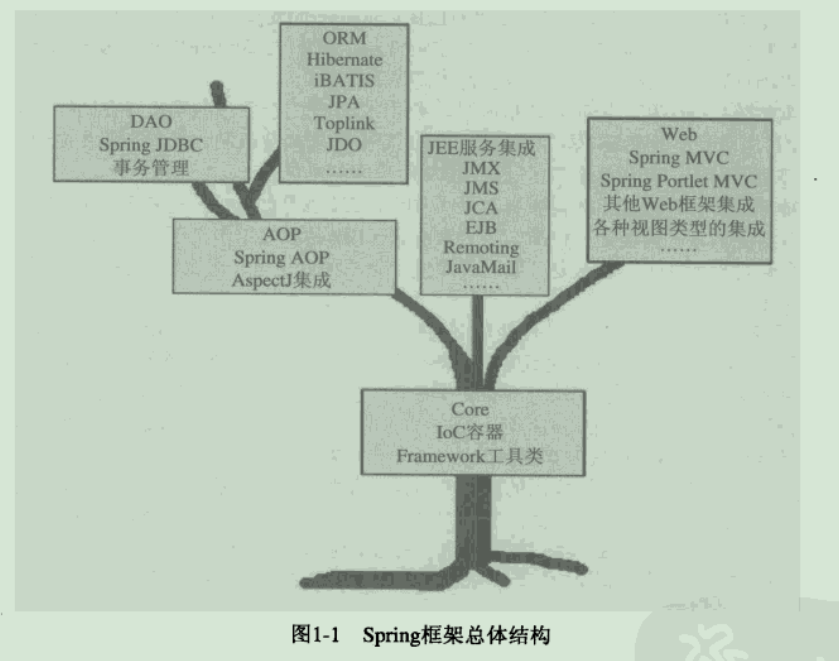 ORM
Hibernate
iBATIS
JPA
Toplink
JDO
……
DAO
Spring JDBC
事务管理
JEE服务集成
JMX
JMS
JCA
EJB
Remoting
JavaMail
……
Web
Spring MVC
Spring Portlet MVC
其他Web框架集成
各种视图类型的集成
……
AOP
Spring AOP
AspectJ集成
Core
IoC容器
Framework工具类
图1-1 Spring框架总体结构